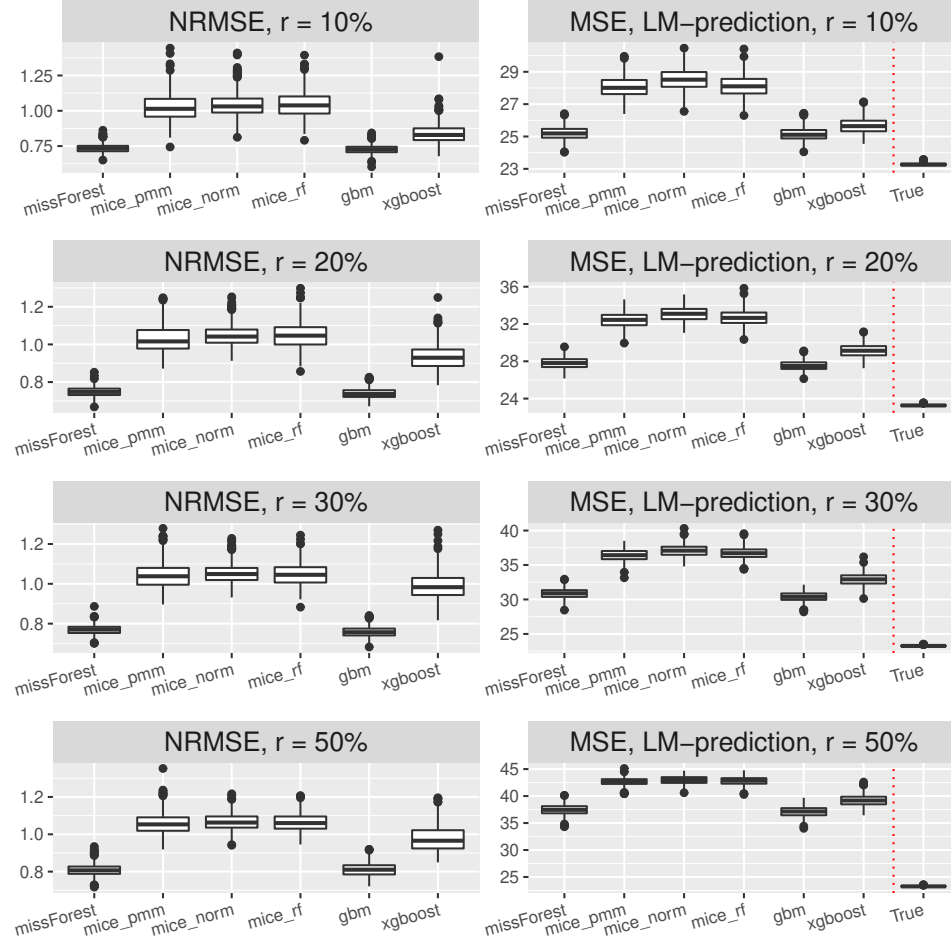 NRMSE, r = 10%
1.25
1.00
0.75
missForest mice_pmm mice_norm mice_rf gbm xgboost
MSE, LM−prediction, r = 10%
29
27
25
23
missForest mice_pmm mice_norm mice_rf gbm xgboost True
NRMSE, r = 20%
1.2
1.0
0.8
missForest mice_pmm mice_norm mice_rf gbm xgboost
MSE, LM−prediction, r = 20%
36
32
28
24
missForest mice_pmm mice_norm mice_rf gbm xgboost True
NRMSE, r = 30%
1.2
1.0
0.8
missForest mice_pmm mice_norm mice_rf gbm xgboost
MSE, LM−prediction, r = 30%
40
35
30
25
missForest mice_pmm mice_norm mice_rf gbm xgboost True
NRMSE, r = 50%
1.2
1.0
0.8
missForest mice_pmm mice_norm mice_rf gbm xgboost
MSE, LM−prediction, r = 50%
45
40
35
30
25
missForest mice_pmm mice_norm mice_rf gbm xgboost True